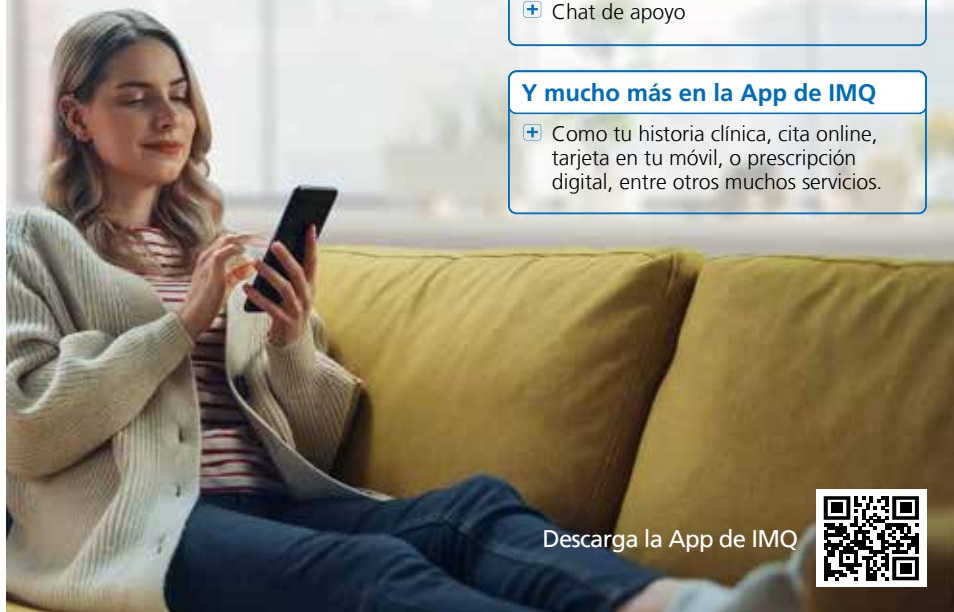 Chat de apoyo
Y mucho más en la App de IMQ
Como tu historia clínica, cita online,
tarjeta en tu móvil, o prescripción
digital, entre otros muchos servicios.
Descarga la App de IMQ